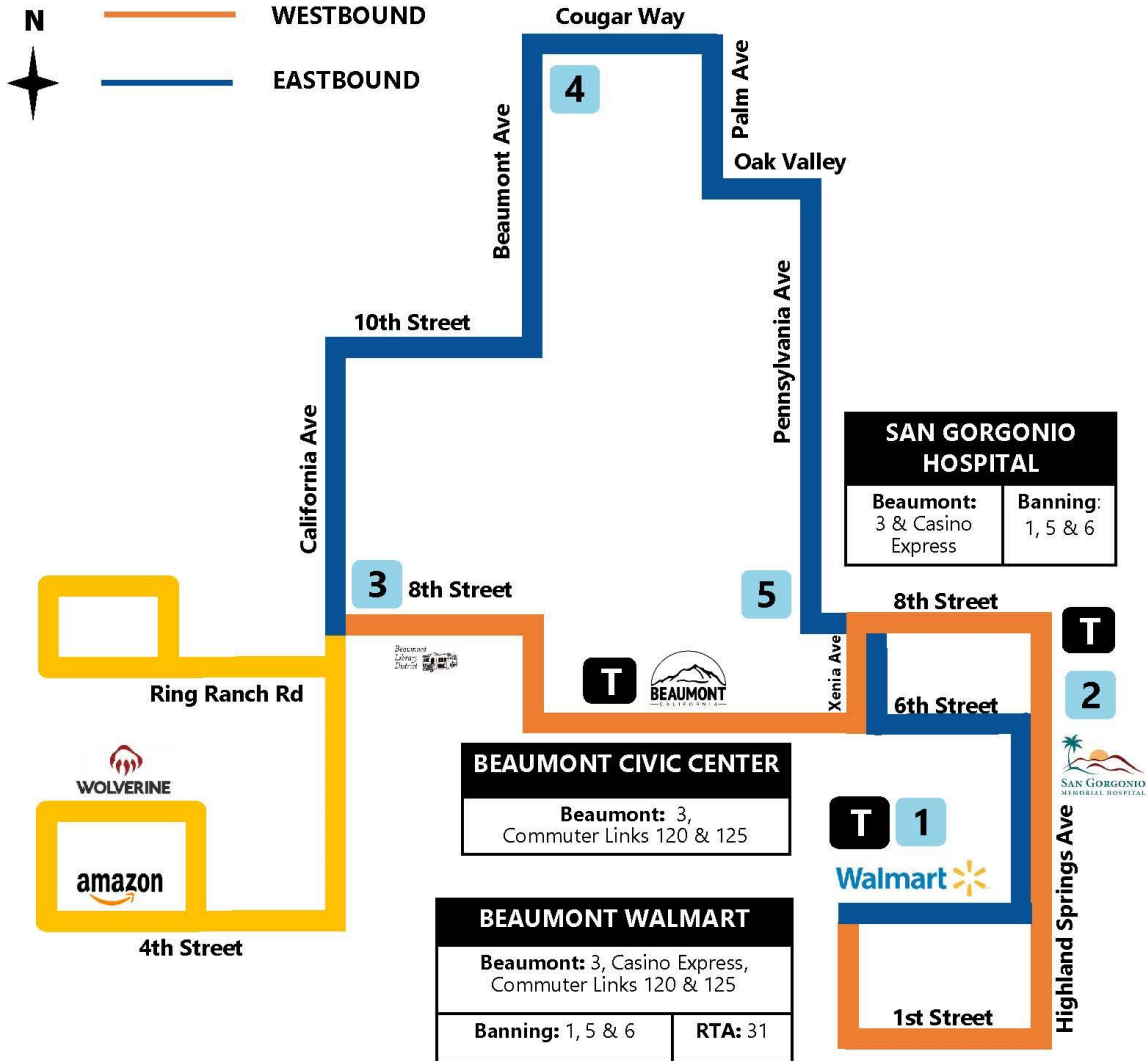 N
WESTBOUND
EASTBOUND
Cougar Way
4
Beaumont Ave
Palm Ave
Oak Valley
10th Street
California Ave
Pennsylvania Ave
SAN GORGONIO
HOSPITAL
Beaumont:
3 & Casino
Express
Banning:
1, 5 & 6
3
8th Street
5
8th Street
T
Beaumont
Library
District
T
BEAUMONT
CALIFORNIA
Xenia Ave
Ring Ranch Rd
6th Street
2
WOLVERINE
BEAUMONT CIVIC CENTER
Beaumont: 3,
Commuter Links 120 & 125
SAN GORGONIO
MEMORIAL HOSPITAL
T
1
Walmart
amazon
Highland Springs Ave
4th Street
BEAUMONT WALMART
Beaumont: 3, Casino Express,
Commuter Links 120 & 125
Banning: 1, 5 & 6
RTA: 31
1st Street